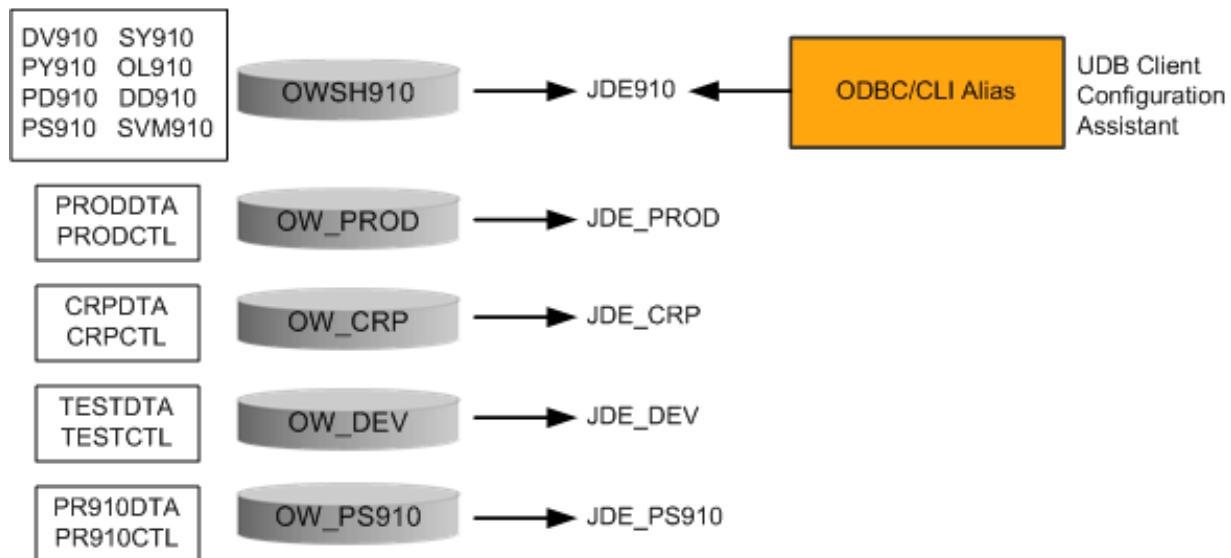 DV910 SY910
PY910 OL910
PD910 DD910
PS910 SVM910
OWSH910
JDE910
ODBC/CLI Alias
UDB Client
Configuration
Assistant
PRODDTA
PRODCTL
OW_PROD
JDE_PROD
CRPDTA
CRPCTL
OW_CRP
JDE_CRP
TESTDTA
TESTCTL
OW_DEV
JDE_DEV
PR910DTA
PR910CTL
OW_PS910
JDE_PS910